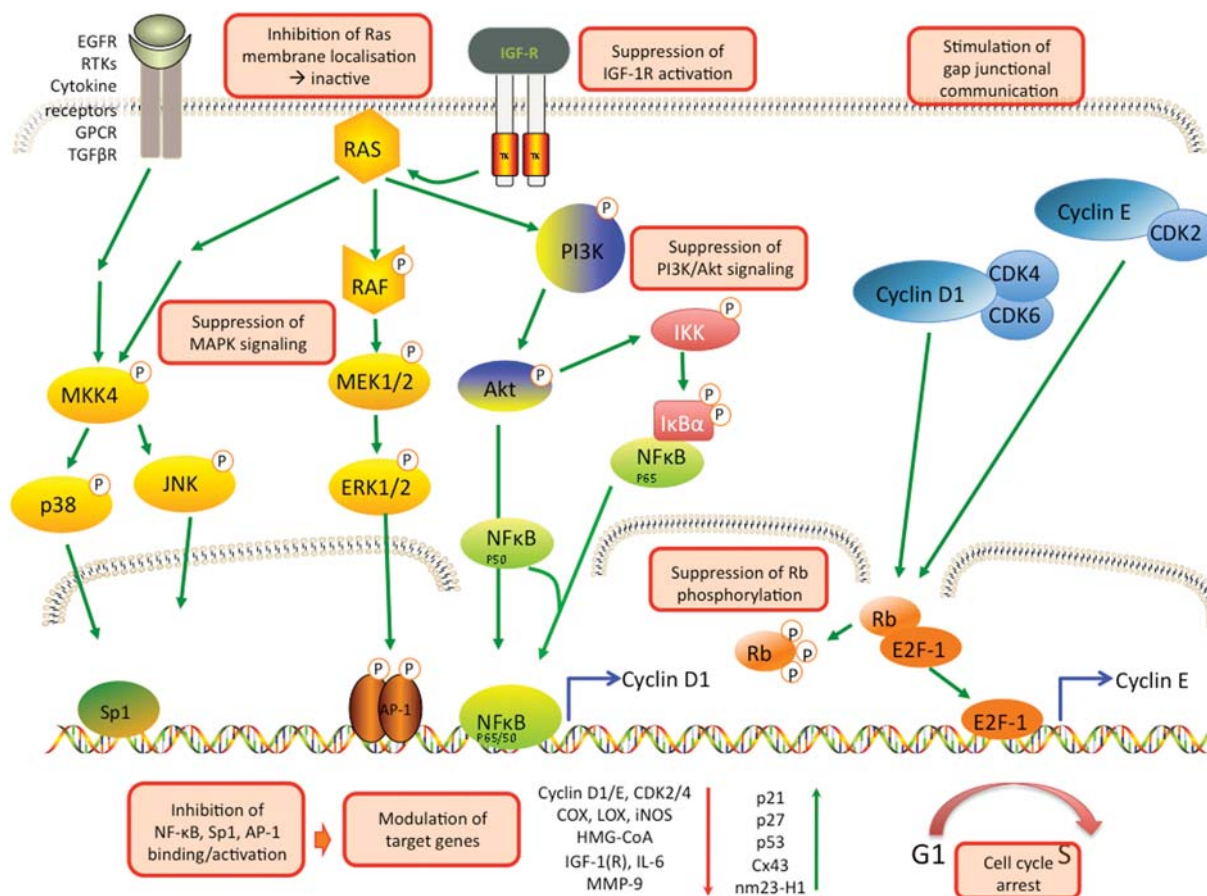 EGFR
RTKs
Cytokine
receptors
GPCR
TGFβR
Inhibition of Ras
membrane localisation
→ inactive
IGF-R
TK
TK
Suppression of
IGF-1R activation
Stimulation of
gap junctional
communication
RAS
RAF
P
PI3K
P
Suppression of
PI3K/Akt signaling
Cyclin E
CDK2
Cyclin D1
CDK4
CDK6
Suppression of
MAPK signaling
MKK4
P
MEK1/2
P
Akt
P
IKK
P
IκBα
P
P
NFκB
P65
p38
P
JNK
P
ERK1/2
P
NFκB
P50
Suppression of Rb
phosphorylation
Rb
E2F-1
Rb
P
P
P
Sp1
P
P
AP-1
NFκB
P65/50
Cyclin D1
E2F-1
Cyclin E
Inhibition of
NF-κB, Sp1, AP-1
binding/activation
Modulation of
target genes
Cyclin D1/E, CDK2/4
COX, LOX, iNOS
HMG-CoA
IGF-1(R), IL-6
MMP-9
p21
p27
p53
Cx43
nm23-H1
G1
S
Cell cycle
arrest